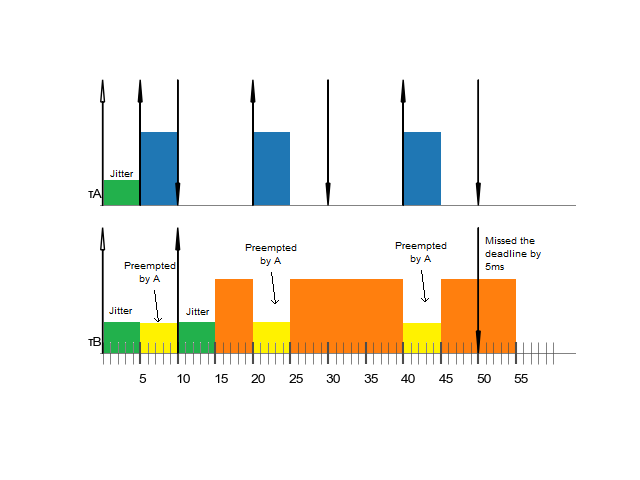 Jitter
τA
Preempted
by A
Preempted
by A
Missed the
deadline by
5ms
Preempted
by A
Jitter
Jitter
τB
5 10 15 20 25 30 35 40 45 50 55